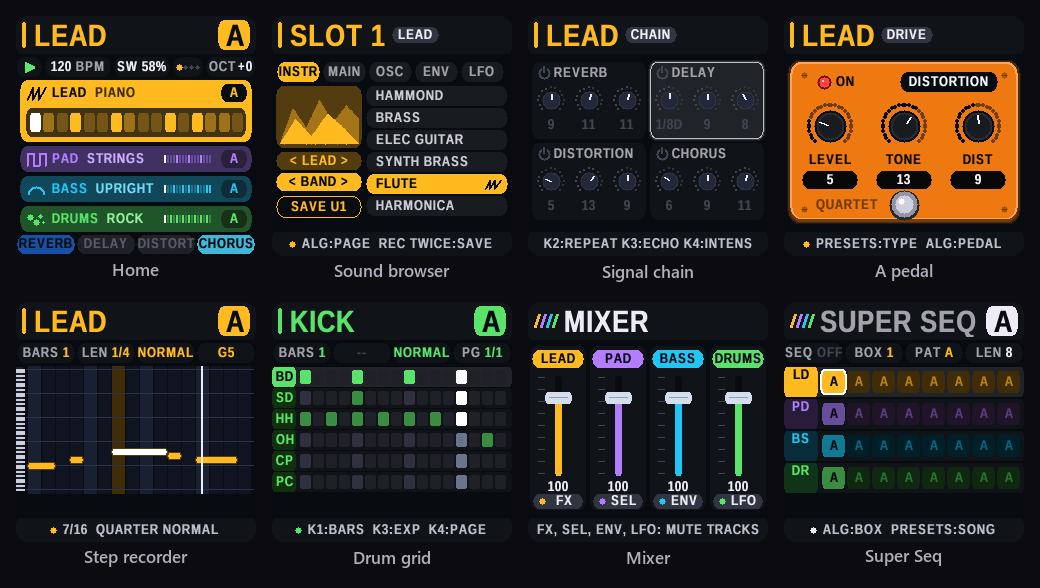 LEAD A
120 BPM SW 58% OCT+0
LEAD PIANO A
PAD STRINGS A
BASS UPRIGHT A
DRUMS ROCK A
REVERB DELAY DISTORT CHORUS
Home
SLOT 1 LEAD
INSTR MAIN OSC ENV LFO
HAMMOND
BRASS
ELEC GUITAR
< LEAD > SYNTH BRASS
< BAND > FLUTE
SAVE U1 HARMONICA
ALG:PAGE REC TWICE:SAVE
Sound browser
LEAD CHAIN
REVERB DELAY
9 11 11 1/8D 9 8
DISTORTION CHORUS
5 13 9 6 9 11
K2:REPEAT K3:ECHO K4:INTENS
Signal chain
LEAD DRIVE
ON DISTORTION
LEVEL TONE DIST
5 13 9
QUARTET
PRESETS:TYPE ALG:PEDAL
A pedal
LEAD A
BARS 1 LEN 1/4 NORMAL G5
7/16 QUARTER NORMAL
Step recorder
KICK A
BARS 1 -- NORMAL PG 1/1
BD
SD
HH
OH
CP
PC
K1:BARS K3:EXP K4:PAGE
Drum grid
MIXER
LEAD PAD BASS DRUMS
100 100 100 100
FX SEL ENV LFO
FX, SEL, ENV, LFO: MUTE TRACKS
Mixer
SUPER SEQ A
SEQ OFF BOX 1 PAT A LEN 8
LD A A A A A A A A
PD A A A A A A A A
BS A A A A A A A A
DR A A A A A A A A
ALG:BOX PRESETS:SONG
Super Seq